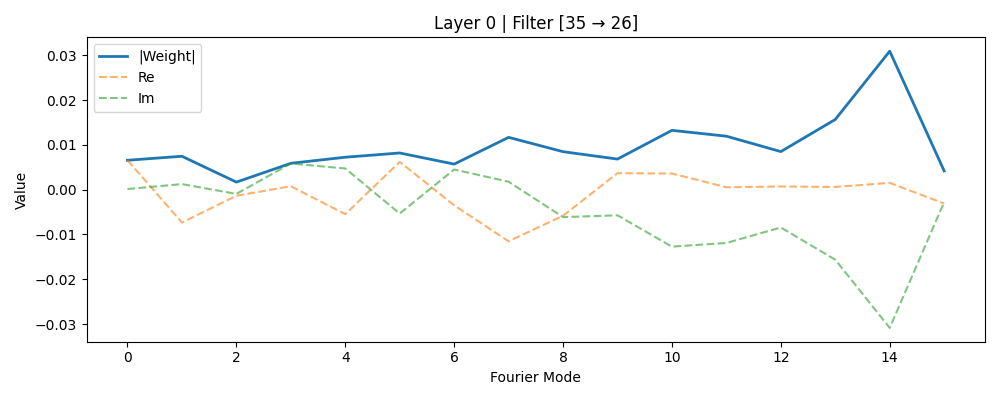 Layer 0 | Filter [35 → 26]
|Weight|
Re
Im
0.03
0.02
0.01
0.00
−0.01
−0.02
−0.03
Value
0 2 4 6 8 10 12 14
Fourier Mode